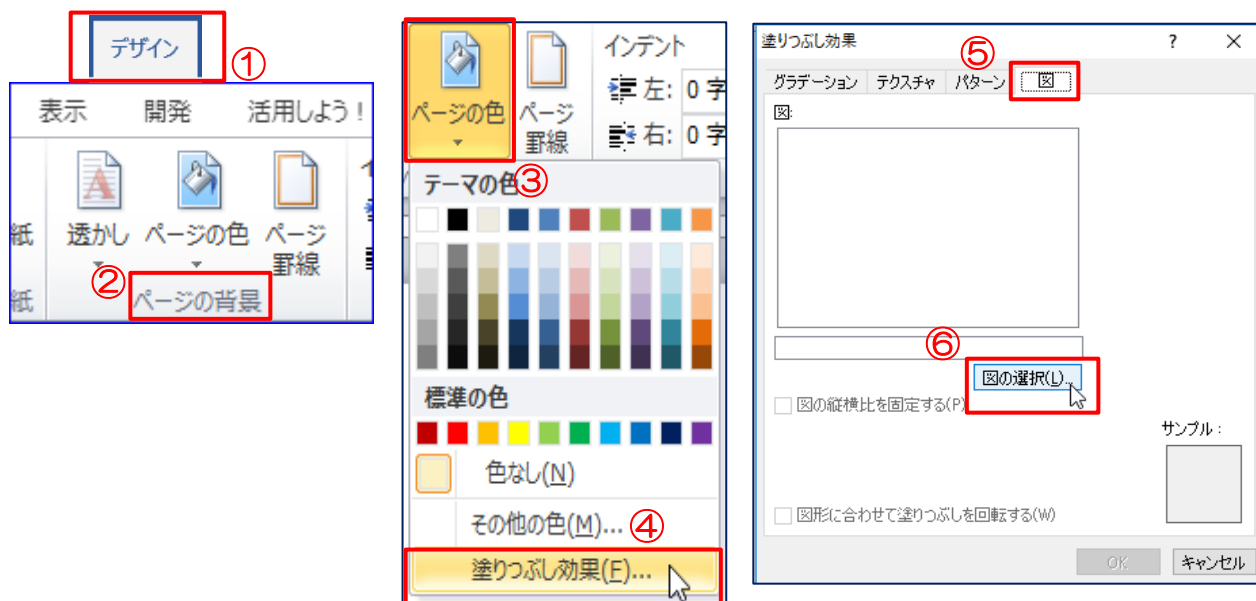 デザイン
①
表示 開発 活用しよう!
紙 透かし ページの色 ページ
罫線
②
紙 ページの背景
ページの色 ページ
罫線
インデント
左: 0 字
右: 0 字
③
テーマの色
標準の色
色なし(N)
その他の色(M)...
④
塗りつぶし効果(F)...
塗りつぶし効果 ? ×
⑤
グラデーション テクスチャ パターン 図
図:
⑥
図の選択(L)...
図の縦横比を固定する(P)
サンプル:
図形に合わせて塗りつぶしを回転する(W)
OK キャンセル